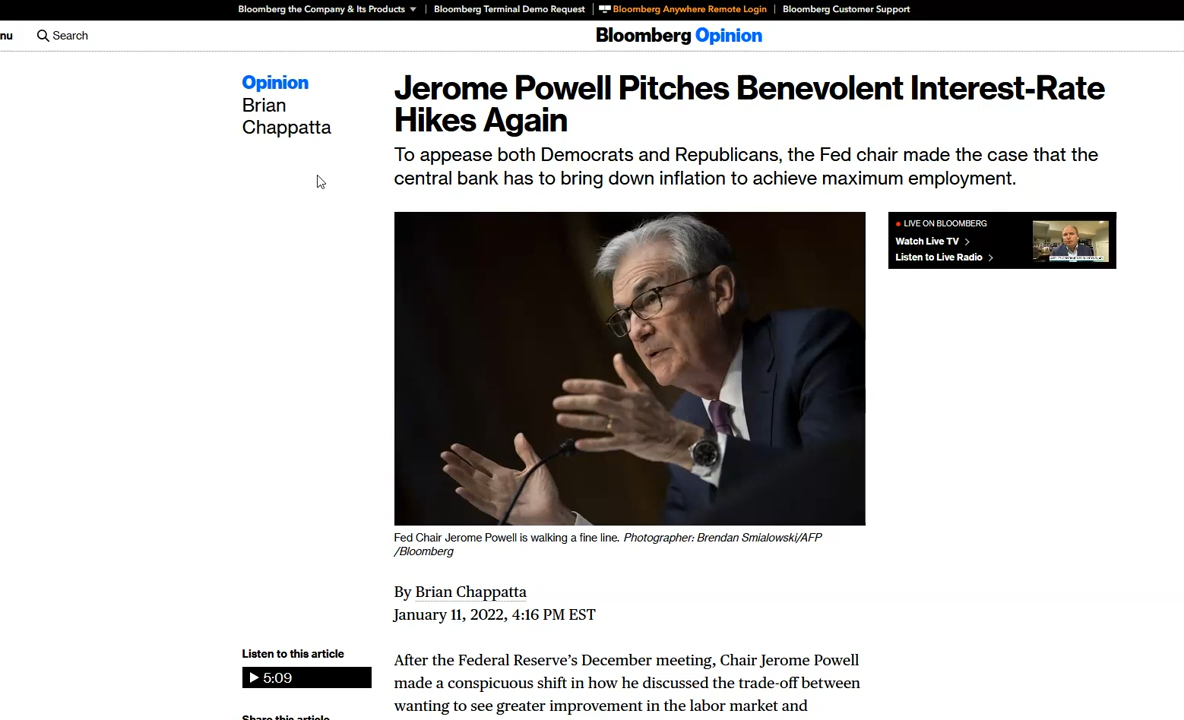 Bloomberg the Company & Its Products ▼ | Bloomberg Terminal Demo Request | Bloomberg Anywhere Remote Login | Bloomberg Customer Support
nu Search Bloomberg Opinion
Opinion
Brian
Chappatta
Jerome Powell Pitches Benevolent Interest-Rate
Hikes Again
To appease both Democrats and Republicans, the Fed chair made the case that the
central bank has to bring down inflation to achieve maximum employment.
LIVE ON BLOOMBERG
Watch Live TV >
Listen to Live Radio >
Fed Chair Jerome Powell is walking a fine line. Photographer: Brendan Smialowski/AFP
/Bloomberg
By Brian Chappatta
January 11, 2022, 4:16 PM EST
Listen to this article
5:09
Share this article
After the Federal Reserve’s December meeting, Chair Jerome Powell
made a conspicuous shift in how he discussed the trade-off between
wanting to see greater improvement in the labor market and